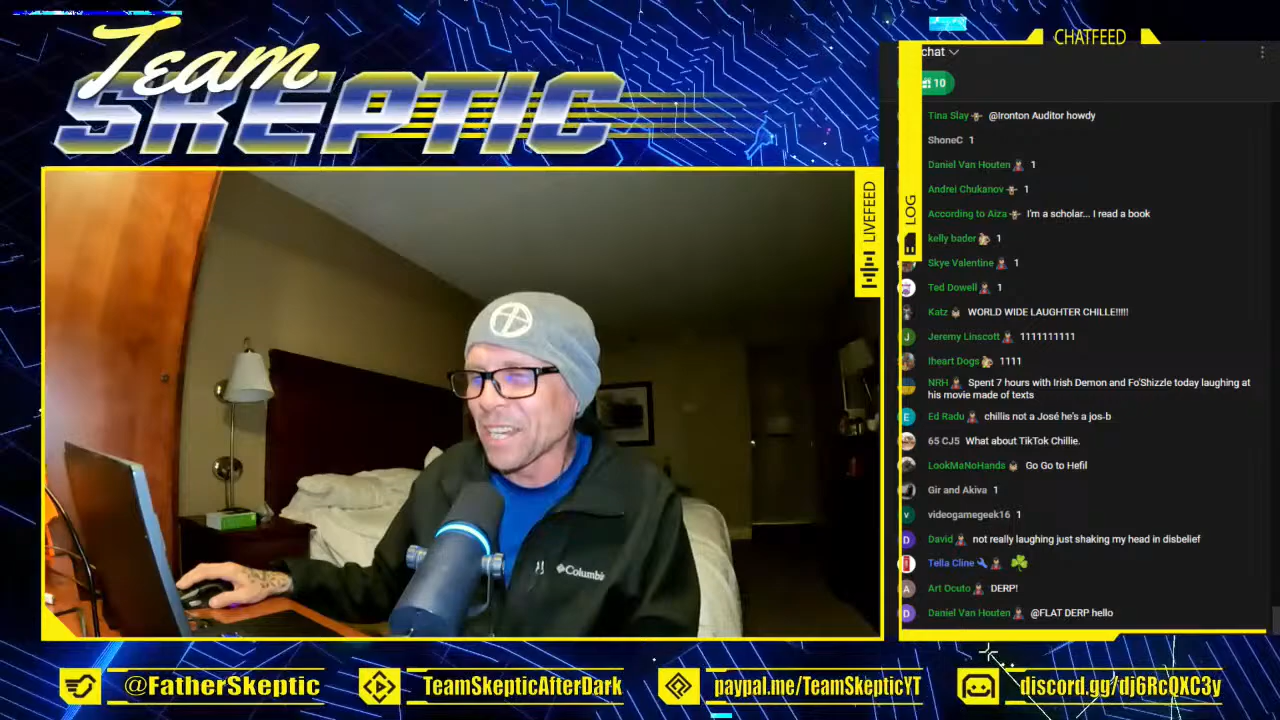 Team
SKEPTIC
LIVEFEED
CHATFEED
LOG
chat
10
Tina Slay @Ironton Auditor howdy
ShoneC 1
Daniel Van Houten 1
Andrei Chukanov 1
According to Aiza I'm a scholar... I read a book
kelly bader 1
Skye Valentine 1
Ted Dowell 1
Katz WORLD WIDE LAUGHTER CHILLE!!!!!
Jeremy Linscott 1111111111
Iheart Dogs 1111
NRH Spent 7 hours with Irish Demon and Fo'Shizzle today laughing at
his movie made of texts
Ed Radu chillis not a José he's a jos-b
65 CJ5 What about TikTok Chillie.
LookMaNoHands Go Go to Hefil
Gir and Akiva 1
videogamegeek16 1
David not really laughing just shaking my head in disbelief
Tella Cline
Art Ocuto DERP!
Daniel Van Houten @FLAT DERP hello
Columbia
@FatherSkeptic
TeamSkepticAfterDark
paypal.me/TeamSkepticYT
discord.gg/dj6RcQXC3y